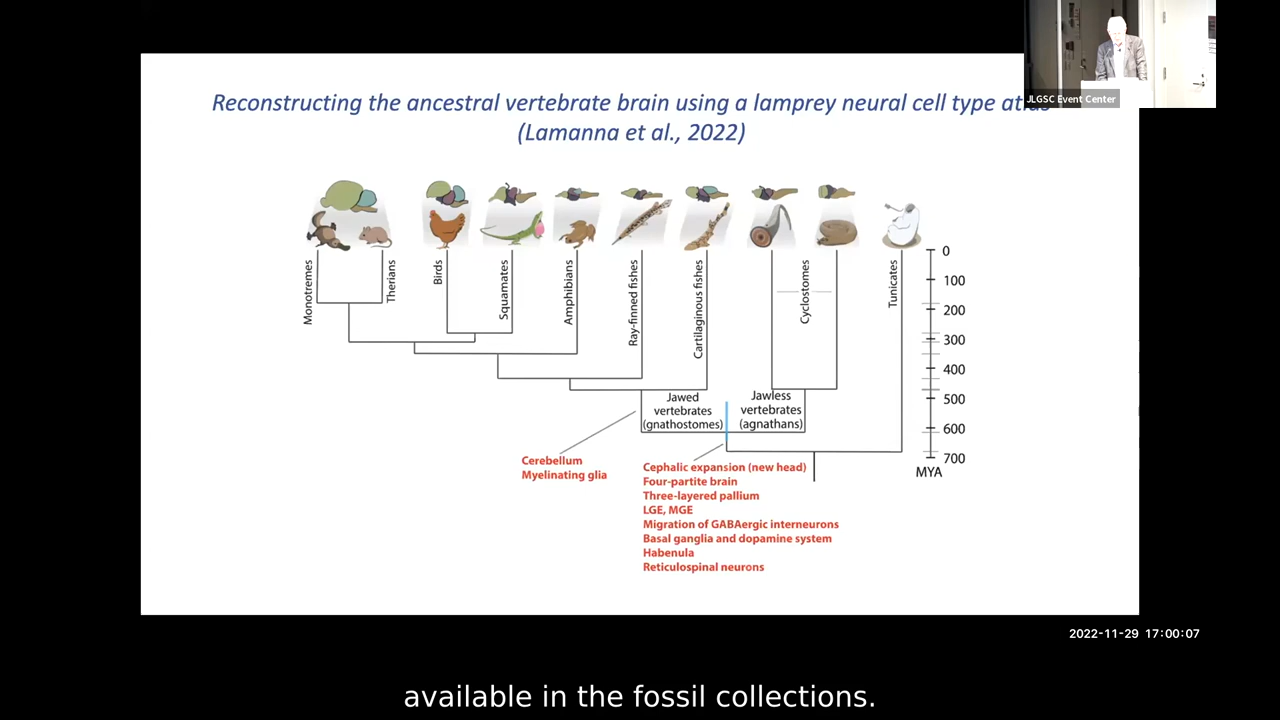 JLGSC Event Center
Reconstructing the ancestral vertebrate brain using a lamprey neural cell type atlas
(Lamanna et al., 2022)
Monotremes
Therians
Birds
Squamates
Amphibians
Ray-finned fishes
Cartilaginous fishes
Cyclostomes
Tunicates
0
100
200
300
400
500
600
700
MYA
Jawed
vertebrates
(gnathostomes)
Jawless
vertebrates
(agnathans)
Cerebellum
Myelinating glia
Cephalic expansion (new head)
Four-partite brain
Three-layered pallium
LGE, MGE
Migration of GABAergic interneurons
Basal ganglia and dopamine system
Habenula
Reticulospinal neurons
2022-11-29 17:00:07
available in the fossil collections.